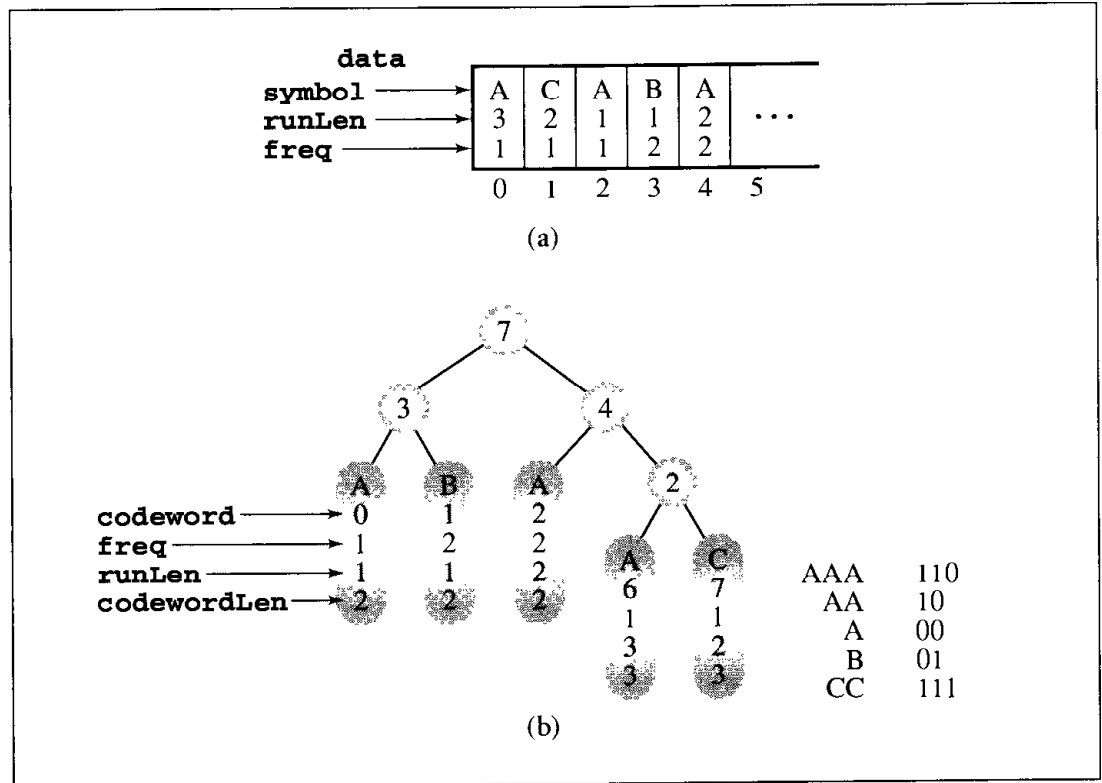 data
symbol A C A B A
runLen 3 2 1 1 2 ...
freq 1 1 1 2 2
0 1 2 3 4 5
(a)
7
3 4
A B A 2
codeword 0 1 2
freq 1 2 2 A C
runLen 1 1 2 6 7
codewordLen 2 2 2 1 1
3 2
3 3
AAA 110
AA 10
A 00
B 01
CC 111
(b)